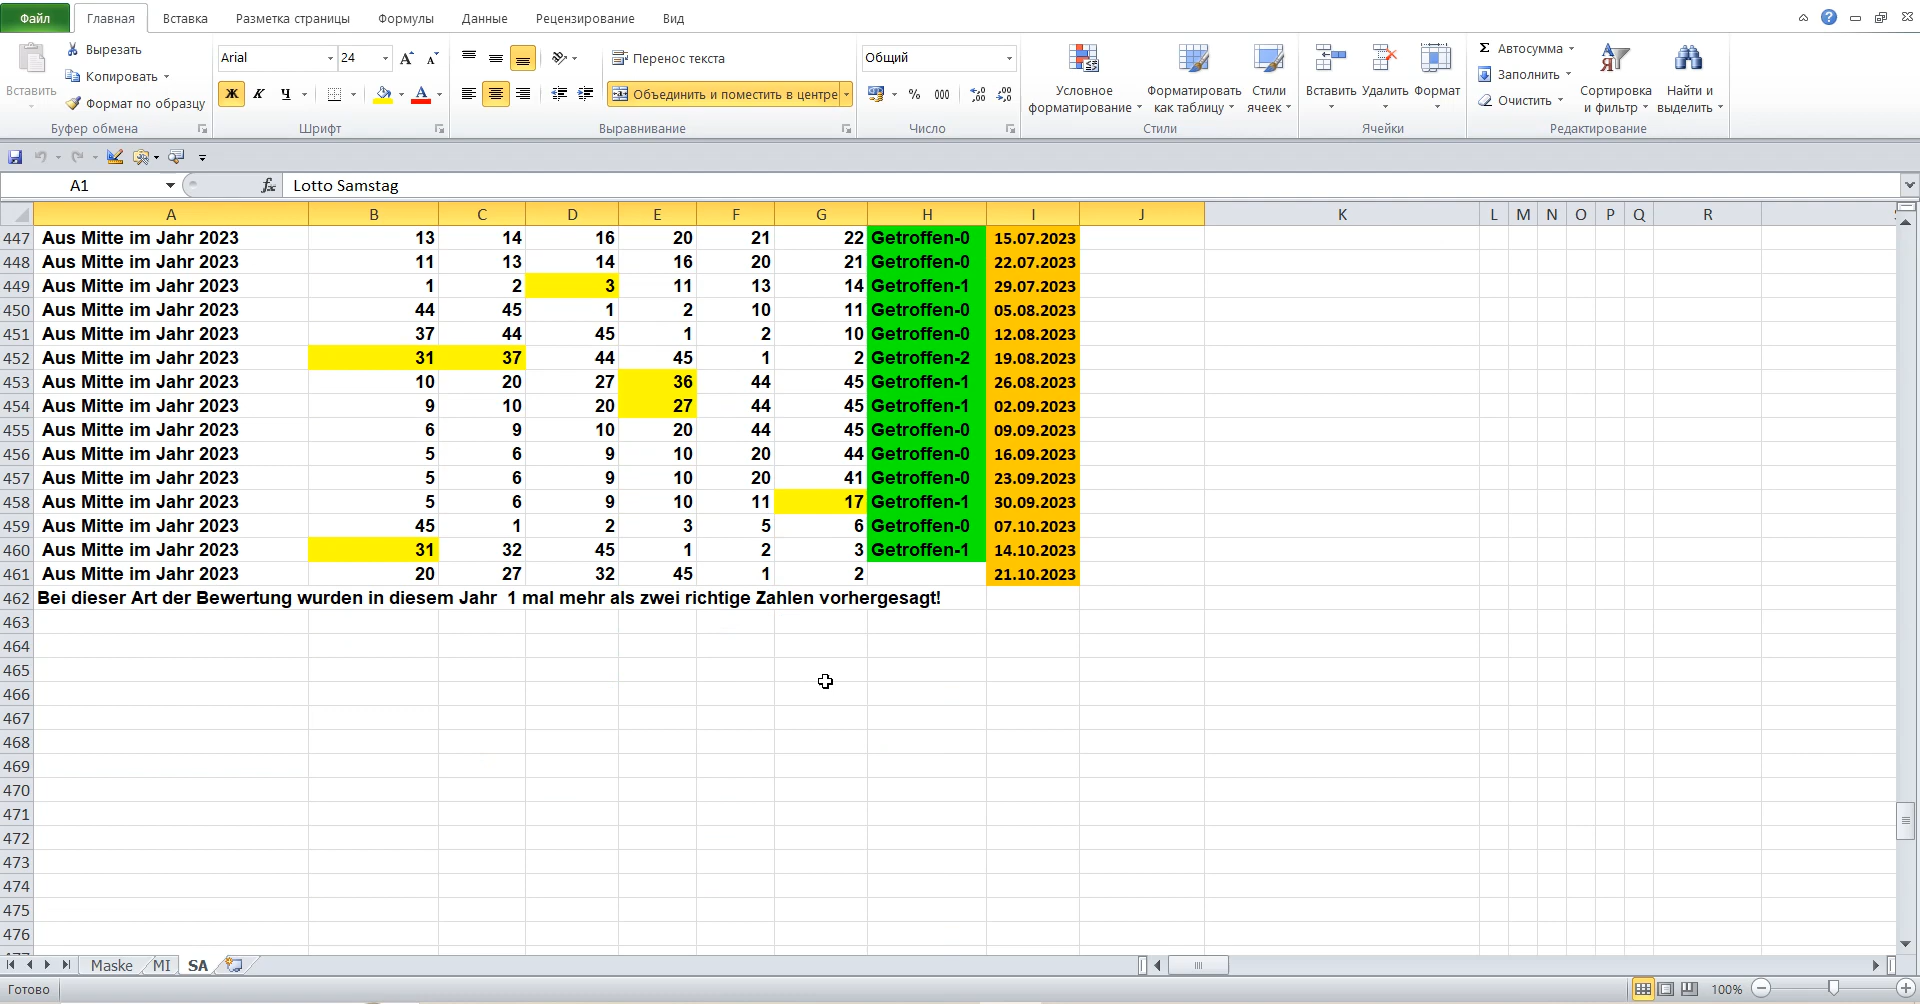 Файл Главная Вставка Разметка страницы Формулы Данные Рецензирование Вид
Вставить
Вырезать
Копировать
Формат по образцу
Буфер обмена
Arial 24
Ж К Ч
Шрифт
Перенос текста
Объединить и поместить в центре
Выравнивание
Общий
% 000
Число
Условное форматирование
Форматировать как таблицу
Стили ячеек
Стили
Вставить Удалить Формат
Ячейки
Σ Автосумма
Заполнить
Очистить
Сортировка и фильтр
Найти и выделить
Редактирование
A1 fx Lotto Samstag
A B C D E F G H I J K L M N O P Q R
447 Aus Mitte im Jahr 2023 13 14 16 20 21 22 Getroffen-0 15.07.2023
448 Aus Mitte im Jahr 2023 11 13 14 16 20 21 Getroffen-0 22.07.2023
449 Aus Mitte im Jahr 2023 1 2 3 11 13 14 Getroffen-1 29.07.2023
450 Aus Mitte im Jahr 2023 44 45 1 2 10 11 Getroffen-0 05.08.2023
451 Aus Mitte im Jahr 2023 37 44 45 1 2 10 Getroffen-0 12.08.2023
452 Aus Mitte im Jahr 2023 31 37 44 45 1 2 Getroffen-2 19.08.2023
453 Aus Mitte im Jahr 2023 10 20 27 36 44 45 Getroffen-1 26.08.2023
454 Aus Mitte im Jahr 2023 9 10 20 27 44 45 Getroffen-1 02.09.2023
455 Aus Mitte im Jahr 2023 6 9 10 20 44 45 Getroffen-0 09.09.2023
456 Aus Mitte im Jahr 2023 5 6 9 10 20 44 Getroffen-0 16.09.2023
457 Aus Mitte im Jahr 2023 5 6 9 10 20 41 Getroffen-0 23.09.2023
458 Aus Mitte im Jahr 2023 5 6 9 10 11 17 Getroffen-1 30.09.2023
459 Aus Mitte im Jahr 2023 45 1 2 3 5 6 Getroffen-0 07.10.2023
460 Aus Mitte im Jahr 2023 31 32 45 1 2 3 Getroffen-1 14.10.2023
461 Aus Mitte im Jahr 2023 20 27 32 45 1 2 21.10.2023
462 Bei dieser Art der Bewertung wurden in diesem Jahr 1 mal mehr als zwei richtige Zahlen vorhergesagt!
463
464
465
466
467
468
469
470
471
472
473
474
475
476
Maske MI SA
Готово 100%